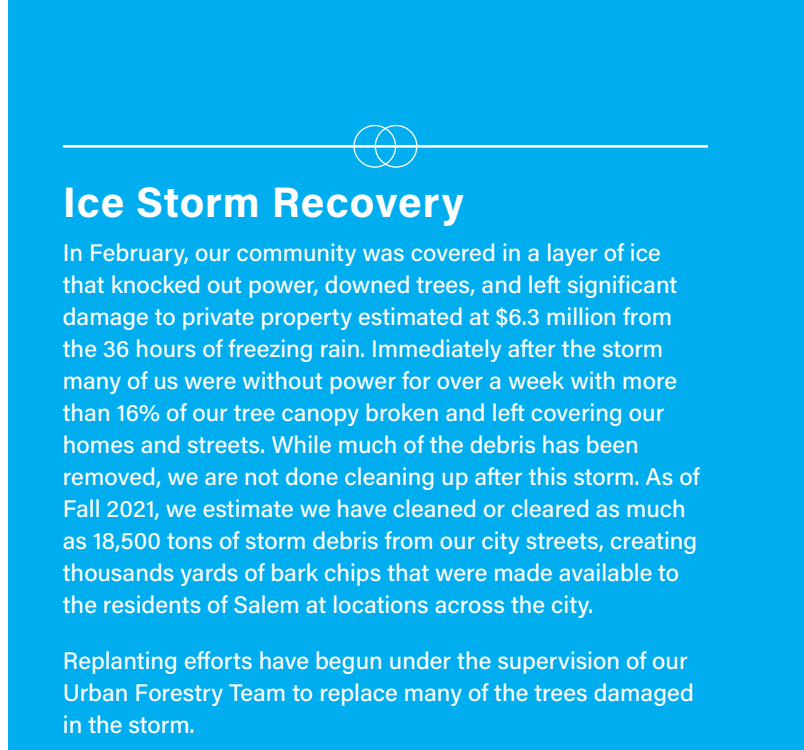 Ice Storm Recovery
In February, our community was covered in a layer of ice
that knocked out power, downed trees, and left significant
damage to private property estimated at $6.3 million from
the 36 hours of freezing rain. Immediately after the storm
many of us were without power for over a week with more
than 16% of our tree canopy broken and left covering our
homes and streets. While much of the debris has been
removed, we are not done cleaning up after this storm. As of
Fall 2021, we estimate we have cleaned or cleared as much
as 18,500 tons of storm debris from our city streets, creating
thousands yards of bark chips that were made available to
the residents of Salem at locations across the city.
Replanting efforts have begun under the supervision of our
Urban Forestry Team to replace many of the trees damaged
in the storm.